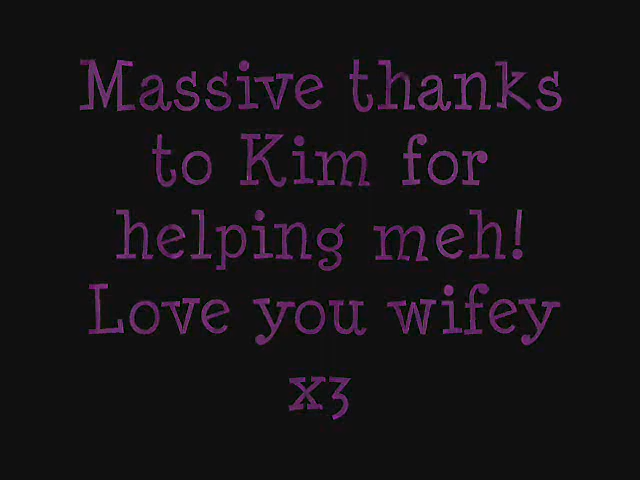 Massive thanks
to Kim for
helping meh!
Love you wifey
x3